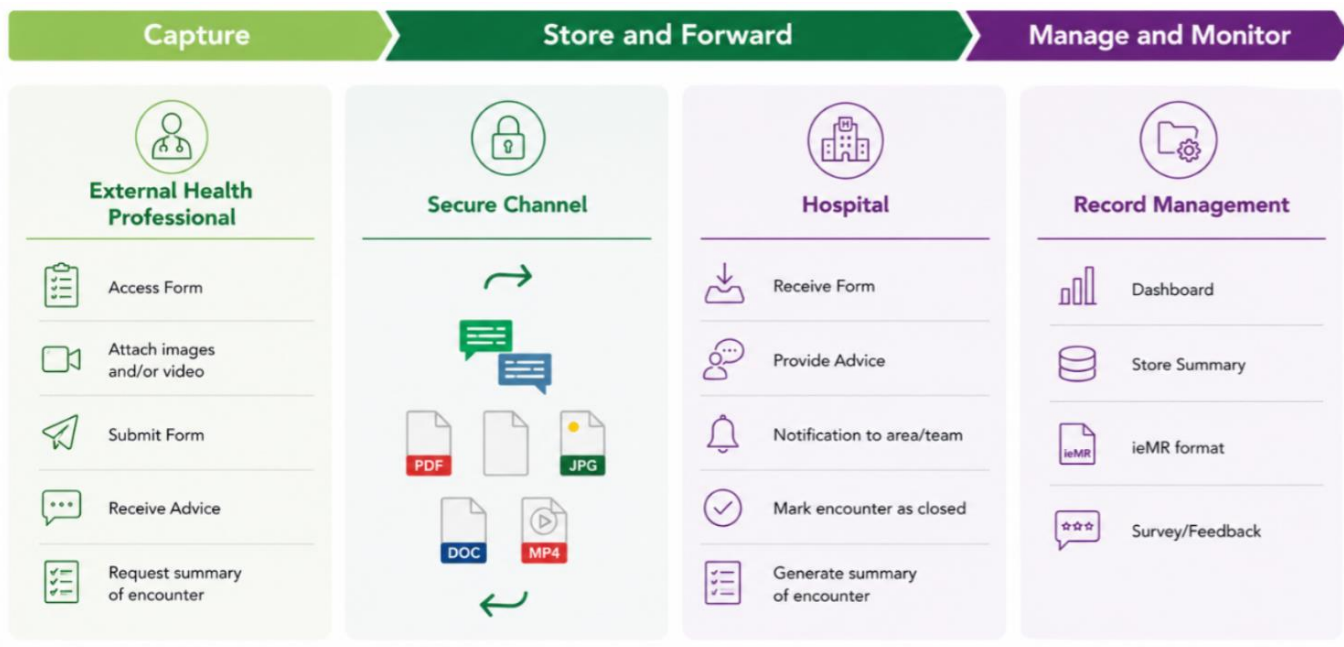 Capture
Store and Forward
Manage and Monitor
External Health
Professional
Access Form
Attach images
and/or video
Submit Form
Receive Advice
Request summary
of encounter
Secure Channel
PDF
JPG
DOC
MP4
H
Hospital
Receive Form
Provide Advice
Notification to area/team
Mark encounter as closed
Generate summary
of encounter
Record Management
Dashboard
Store Summary
ieMR
ieMR format
Survey/Feedback